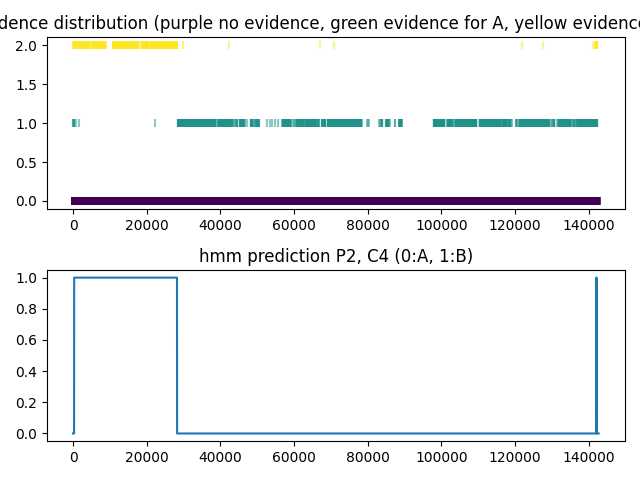 dence distribution (purple no evidence, green evidence for A, yellow evidence
2.0
1.5
1.0
0.5
0.0
0 20000 40000 60000 80000 100000 120000 140000
hmm prediction P2, C4 (0:A, 1:B)
1.0
0.8
0.6
0.4
0.2
0.0
0 20000 40000 60000 80000 100000 120000 140000